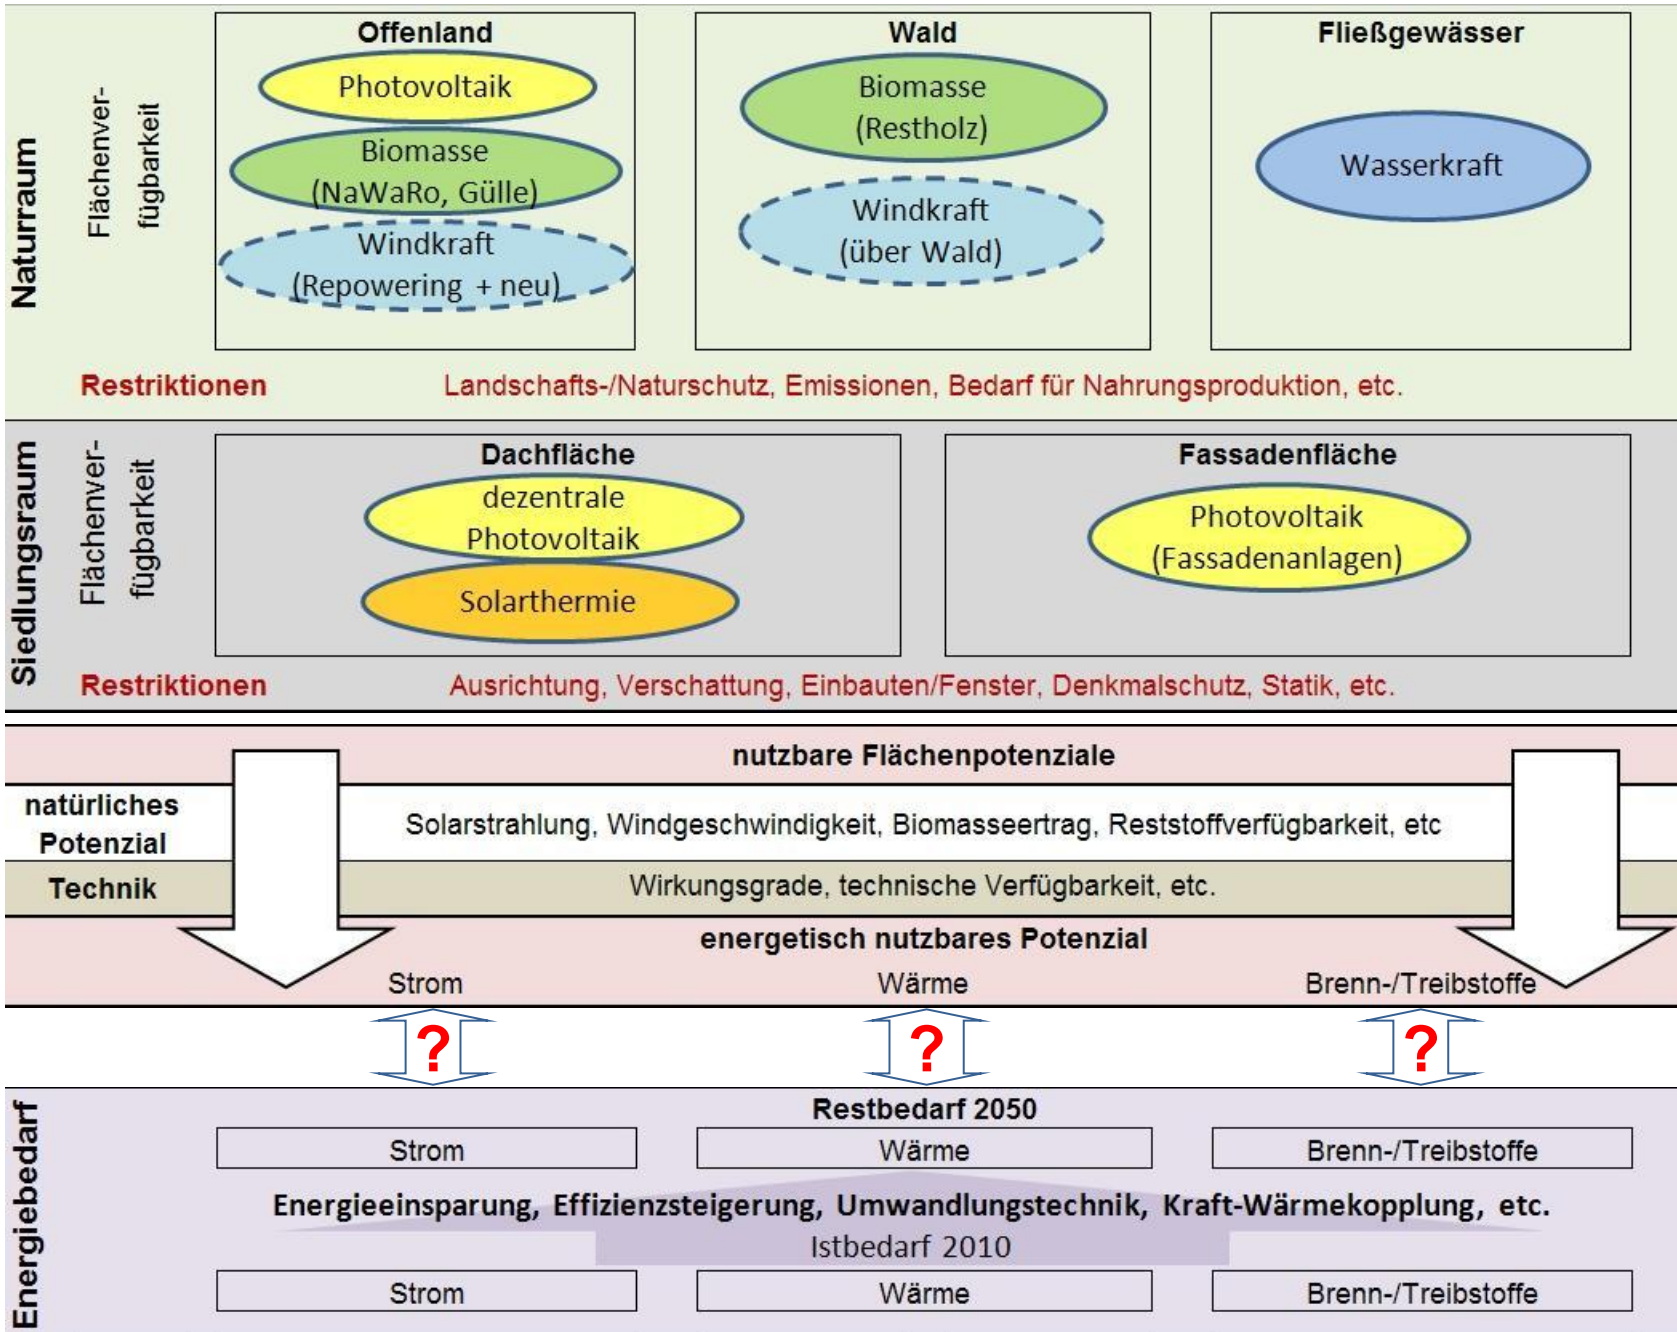 Naturraum
Flächenver-
fügbarkeit
Offenland
Photovoltaik
Biomasse
(NaWaRo, Gülle)
Windkraft
(Repowering + neu)
Wald
Biomasse
(Restholz)
Windkraft
(über Wald)
Fließgewässer
Wasserkraft
Restriktionen
Landschafts-/Naturschutz, Emissionen, Bedarf für Nahrungsproduktion, etc.
Siedlungsraum
Flächenver-
fügbarkeit
Dachfläche
dezentrale
Photovoltaik
Solarthermie
Fassadenfläche
Photovoltaik
(Fassadenanlagen)
Restriktionen
Ausrichtung, Verschattung, Einbauten/Fenster, Denkmalschutz, Statik, etc.
nutzbare Flächenpotenziale
natürliches
Potenzial
Solarstrahlung, Windgeschwindigkeit, Biomasseertrag, Reststoffverfügbarkeit, etc
Technik
Wirkungsgrade, technische Verfügbarkeit, etc.
energetisch nutzbares Potenzial
Strom
Wärme
Brenn-/Treibstoffe
?
?
?
Energiebedarf
Restbedarf 2050
Strom
Wärme
Brenn-/Treibstoffe
Energieeinsparung, Effizienzsteigerung, Umwandlungstechnik, Kraft-Wärmekopplung, etc.
Istbedarf 2010
Strom
Wärme
Brenn-/Treibstoffe